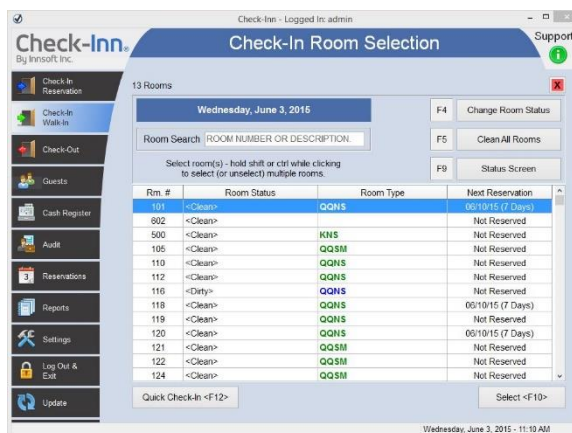 Check-Inn - Logged In: admin
Check-Inn®
By Innsoft Inc.
Check-In Room Selection
Support
Check-In
Reservation
Check-In
Walk-In
Check-Out
Guests
Cash Register
Audit
Reservations
Reports
Settings
Log Out &
Exit
Update
13 Rooms
X
Wednesday, June 3, 2015
F4 Change Room Status
Room Search ROOM NUMBER OR DESCRIPTION.
F5 Clean All Rooms
Select room(s) - hold shift or ctrl while clicking
to select (or unselect) multiple rooms.
F9 Status Screen
Rm. # Room Status Room Type Next Reservation
101 <Clean> QQNS 06/10/15 (7 Days)
602 <Clean> Not Reserved
500 <Clean> KNS Not Reserved
105 <Clean> QQSM Not Reserved
110 <Clean> QQNS Not Reserved
112 <Clean> QQNS Not Reserved
116 <Dirty> QQNS Not Reserved
118 <Clean> QQNS 06/10/15 (7 Days)
119 <Clean> QQNS Not Reserved
120 <Clean> QQNS 06/10/15 (7 Days)
121 <Clean> QQSM Not Reserved
122 <Clean> QQSM Not Reserved
124 <Clean> QQSM Not Reserved
Quick Check-In <F12>
Select <F10>
Wednesday, June 3, 2015 - 11:10 AM